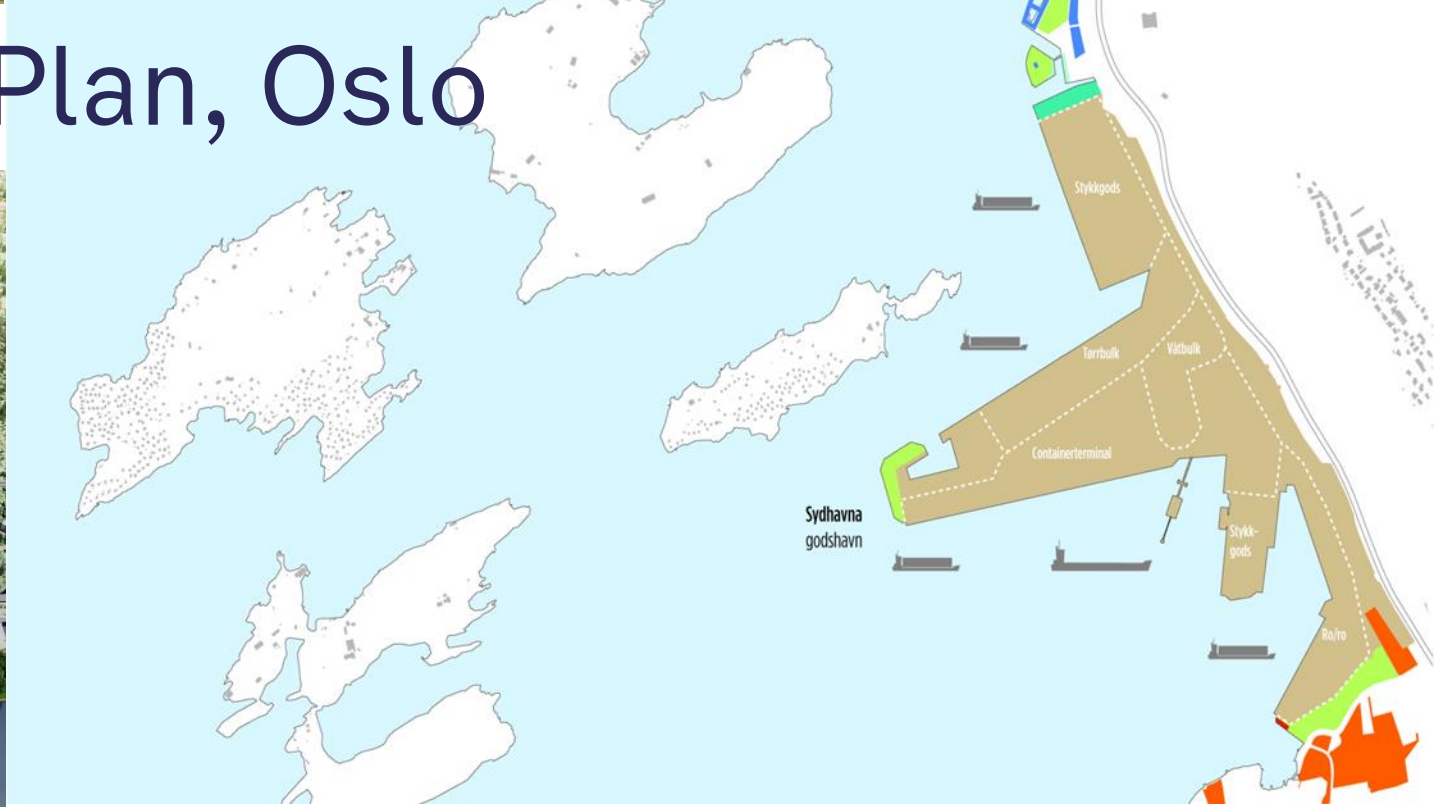 Plan, Oslo
Stykkgods
Tørrbulk
Våtbulk
Containerterminal
Sydhavna
godshavn
Stykk-
gods
Ro/ro